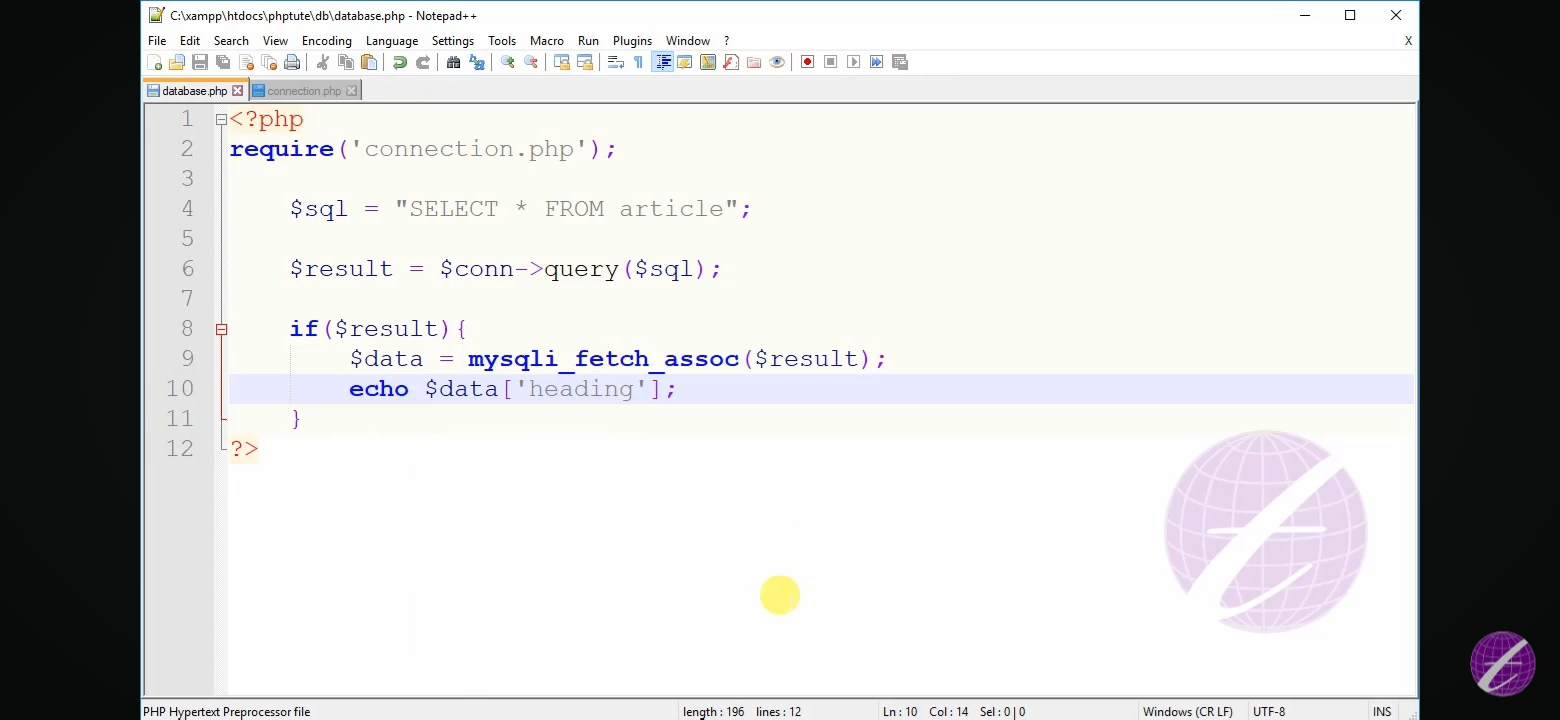 C:\xampp\htdocs\phptute\db\database.php - Notepad++
File Edit Search View Encoding Language Settings Tools Macro Run Plugins Window ? X
database.php connection.php
1 <?php
2 require('connection.php');
3
4 $sql = "SELECT * FROM article";
5
6 $result = $conn->query($sql);
7
8 if($result){
9 $data = mysqli_fetch_assoc($result);
10 echo $data['heading'];
11 }
12 ?>
PHP Hypertext Preprocessor file length : 196 lines : 12 Ln : 10 Col : 14 Sel : 0 | 0 Windows (CR LF) UTF-8 INS